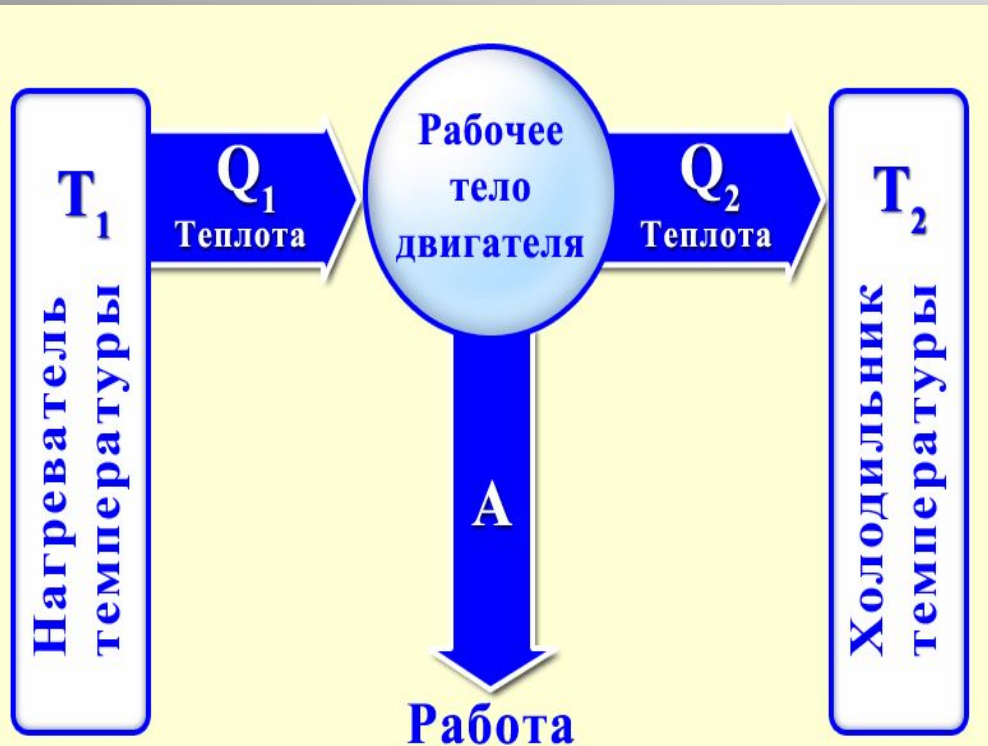 T₁
Нагреватель
температуры
Q₁
Теплота
Рабочее
тело
двигателя
Q₂
Теплота
T₂
Холодильник
температуры
A
Работа